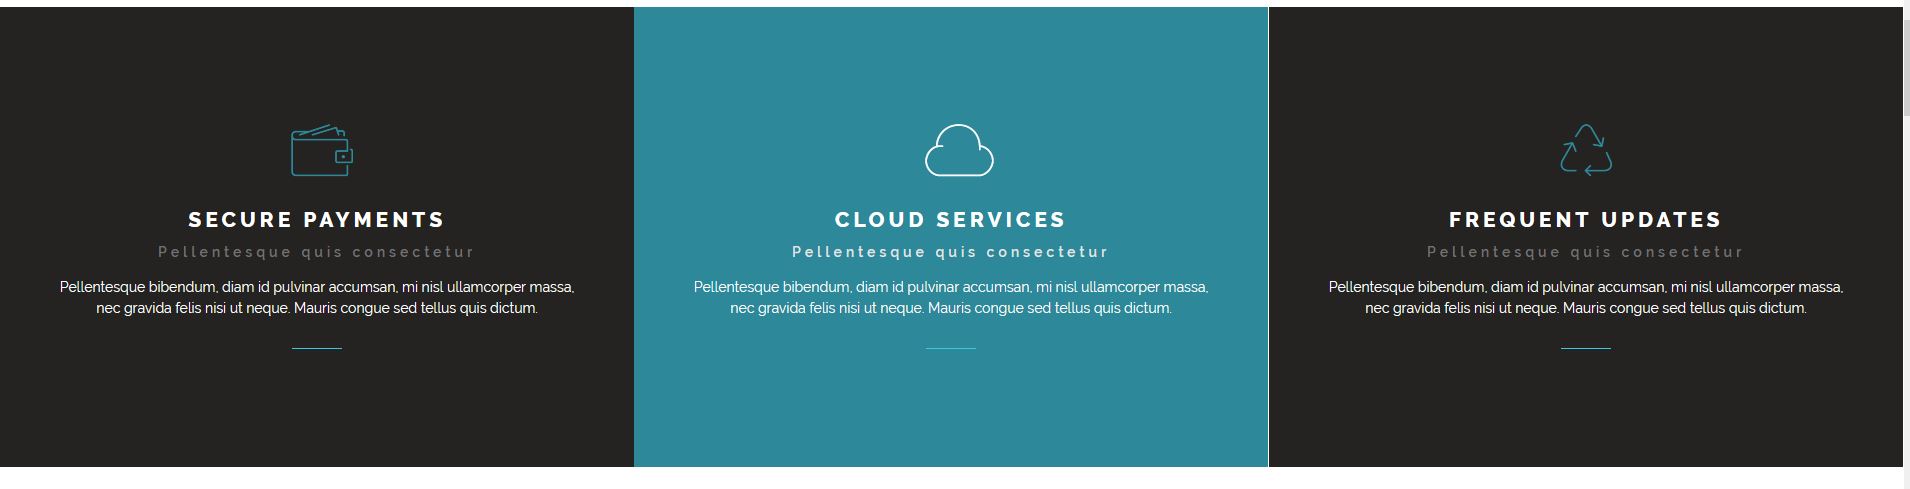 SECURE PAYMENTS
Pellentesque quis consectetur
Pellentesque bibendum, diam id pulvinar accumsan, mi nisl ullamcorper massa,
nec gravida felis nisi ut neque. Mauris congue sed tellus quis dictum.
CLOUD SERVICES
Pellentesque quis consectetur
Pellentesque bibendum, diam id pulvinar accumsan, mi nisl ullamcorper massa,
nec gravida felis nisi ut neque. Mauris congue sed tellus quis dictum.
FREQUENT UPDATES
Pellentesque quis consectetur
Pellentesque bibendum, diam id pulvinar accumsan, mi nisl ullamcorper massa,
nec gravida felis nisi ut neque. Mauris congue sed tellus quis dictum.